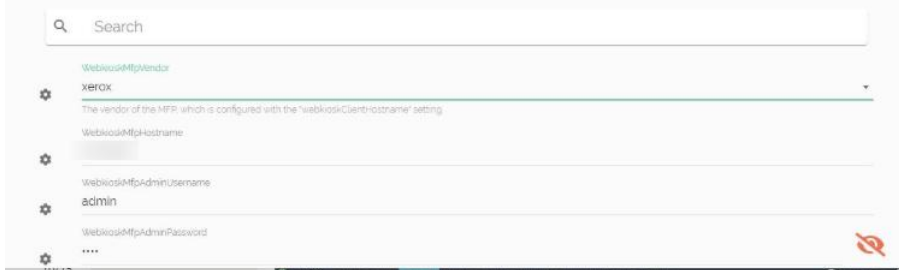 Search
WebkioskMfpVendor
xerox
The vendor of the MFP, which is configured with the "webkioskClientHostname" setting.
WebkioskMfpHostname
WebkioskMfpAdminUsername
admin
WebkioskMfpAdminPassword
····